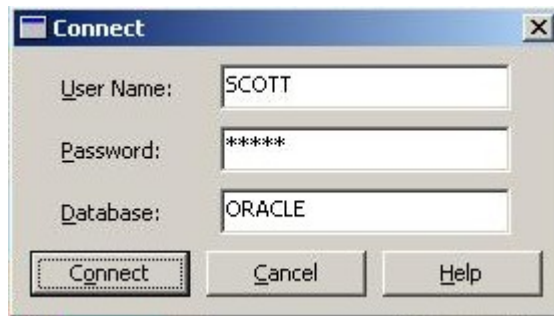 Connect
User Name: SCOTT
Password: *****
Database: ORACLE
Connect Cancel Help